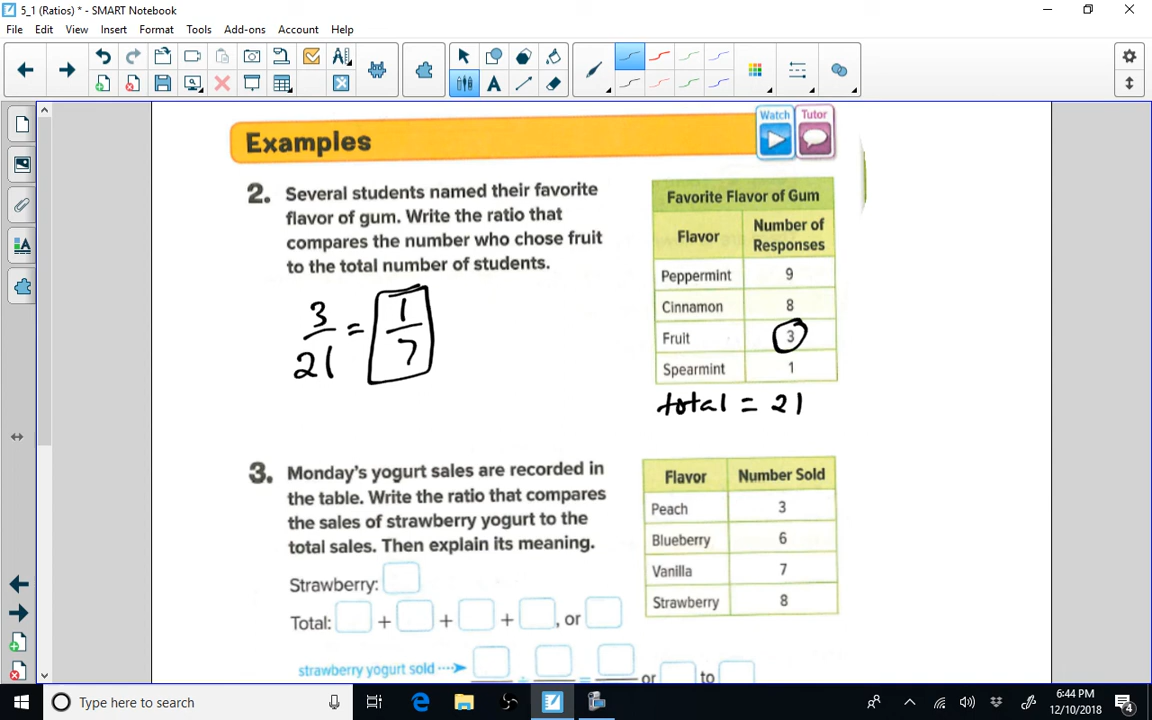 5_1 (Ratios) * - SMART Notebook
File Edit View Insert Format Tools Add-ons Account Help
Examples
Watch Tutor
2. Several students named their favorite
flavor of gum. Write the ratio that
compares the number who chose fruit
to the total number of students.
3/21 = 1/7
Favorite Flavor of Gum
Flavor Number of Responses
Peppermint 9
Cinnamon 8
Fruit 3
Spearmint 1
total = 21
3. Monday's yogurt sales are recorded in
the table. Write the ratio that compares
the sales of strawberry yogurt to the
total sales. Then explain its meaning.
Strawberry:
Total: + + + , or
strawberry yogurt sold ÷ = or to
Flavor Number Sold
Peach 3
Blueberry 6
Vanilla 7
Strawberry 8
Type here to search
6:44 PM
12/10/2018
4